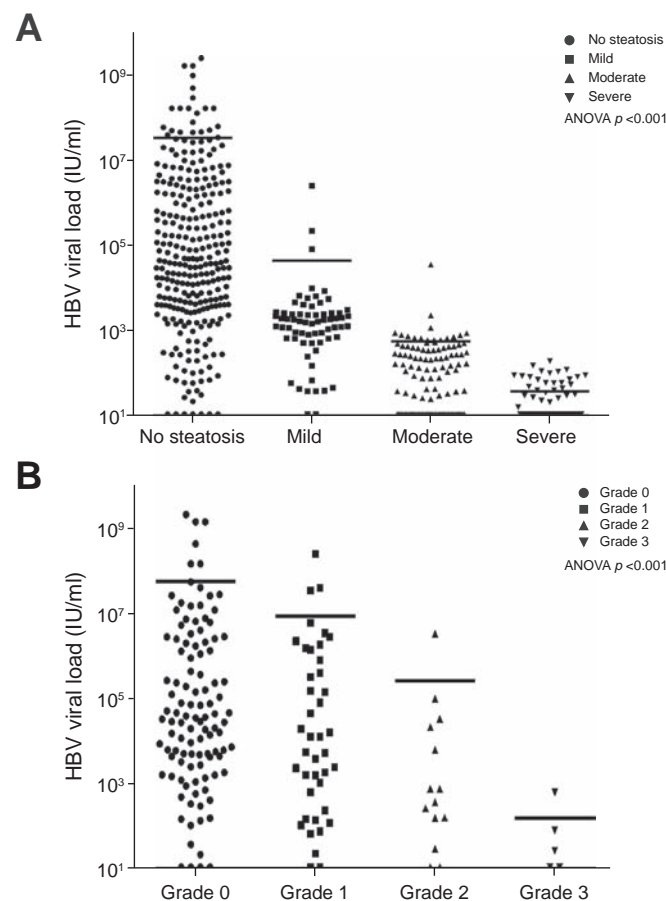 A
HBV viral load (IU/ml)
10^9
10^7
10^5
10^3
10^1
No steatosis
Mild
Moderate
Severe
ANOVA p <0.001
No steatosis Mild Moderate Severe
B
HBV viral load (IU/ml)
10^9
10^7
10^5
10^3
10^1
Grade 0
Grade 1
Grade 2
Grade 3
ANOVA p <0.001
Grade 0 Grade 1 Grade 2 Grade 3